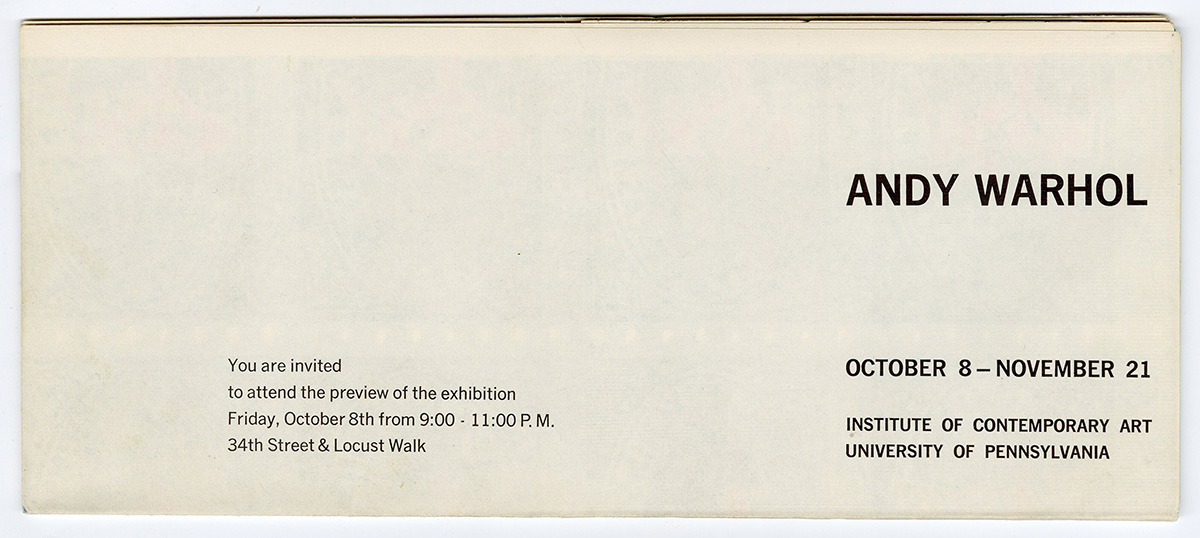 ANDY WARHOL
You are invited
to attend the preview of the exhibition
Friday, October 8th from 9:00 - 11:00 P. M.
34th Street & Locust Walk
OCTOBER 8 – NOVEMBER 21
INSTITUTE OF CONTEMPORARY ART
UNIVERSITY OF PENNSYLVANIA